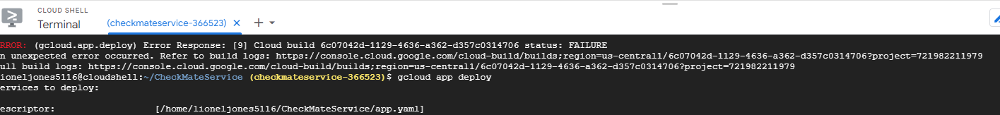 CLOUD SHELL
Terminal
(checkmateservice-366523)
RROR: (gcloud.app.deploy) Error Response: [9] Cloud build 6c07042d-1129-4636-a362-d357c0314706 status: FAILURE
n unexpected error occurred. Refer to build logs: https://console.cloud.google.com/cloud-build/builds;region=us-central1/6c07042d-1129-4636-a362-d357c0314706?project=721982211979
ull build logs: https://console.cloud.google.com/cloud-build/builds;region=us-central1/6c07042d-1129-4636-a362-d357c0314706?project=721982211979
ioneljones5116@cloudshell:~/CheckMateService (checkmateservice-366523)$ gcloud app deploy
ervices to deploy:
escriptor: [/home/lioneljones5116/CheckMateService/app.yaml]